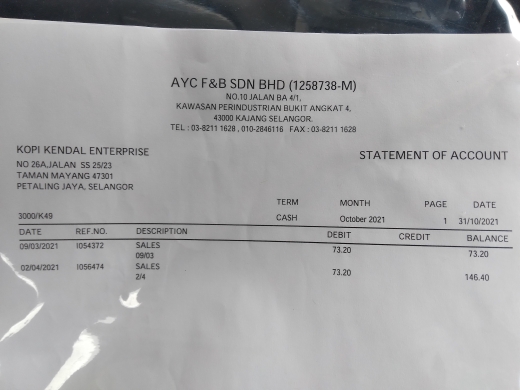 AYC F&B SDN BHD (1258738-M)
NO.10 JALAN BA 4/1,
KAWASAN PERINDUSTRIAN BUKIT ANGKAT 4,
43000 KAJANG SELANGOR.
TEL : 03-8211 1628 , 010-2846116 FAX : 03-8211 1628
KOPI KENDAL ENTERPRISE
STATEMENT OF ACCOUNT
NO 26A,JALAN SS 25/23
TAMAN MAYANG 47301
PETALING JAYA, SELANGOR
TERM MONTH PAGE DATE
3000/K49 CASH October 2021 1 31/10/2021
DATE REF.NO. DESCRIPTION DEBIT CREDIT BALANCE
09/03/2021 I054372 SALES 73.20 73.20
09/03
02/04/2021 I056474 SALES 73.20 146.40
2/4